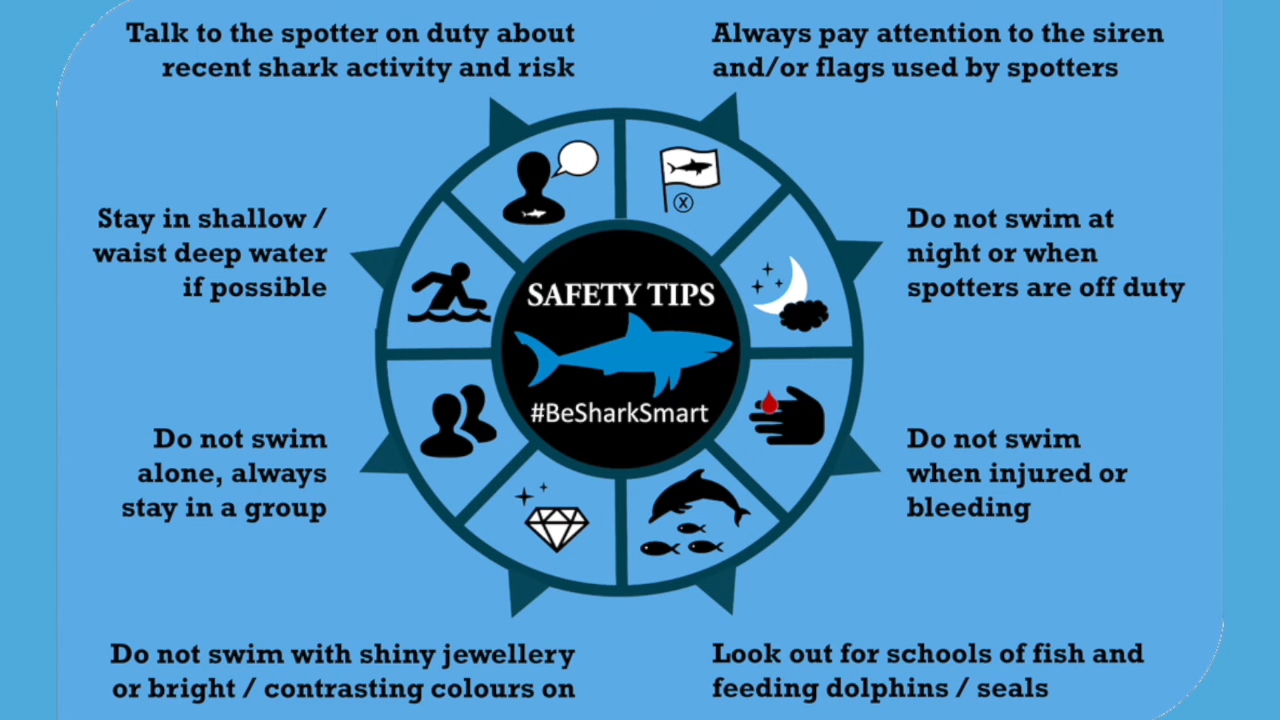 Talk to the spotter on duty about
recent shark activity and risk
Always pay attention to the siren
and/or flags used by spotters
Stay in shallow /
waist deep water
if possible
Do not swim at
night or when
spotters are off duty
X
SAFETY TIPS
#BeSharkSmart
Do not swim
alone, always
stay in a group
Do not swim
when injured or
bleeding
Do not swim with shiny jewellery
or bright / contrasting colours on
Look out for schools of fish and
feeding dolphins / seals